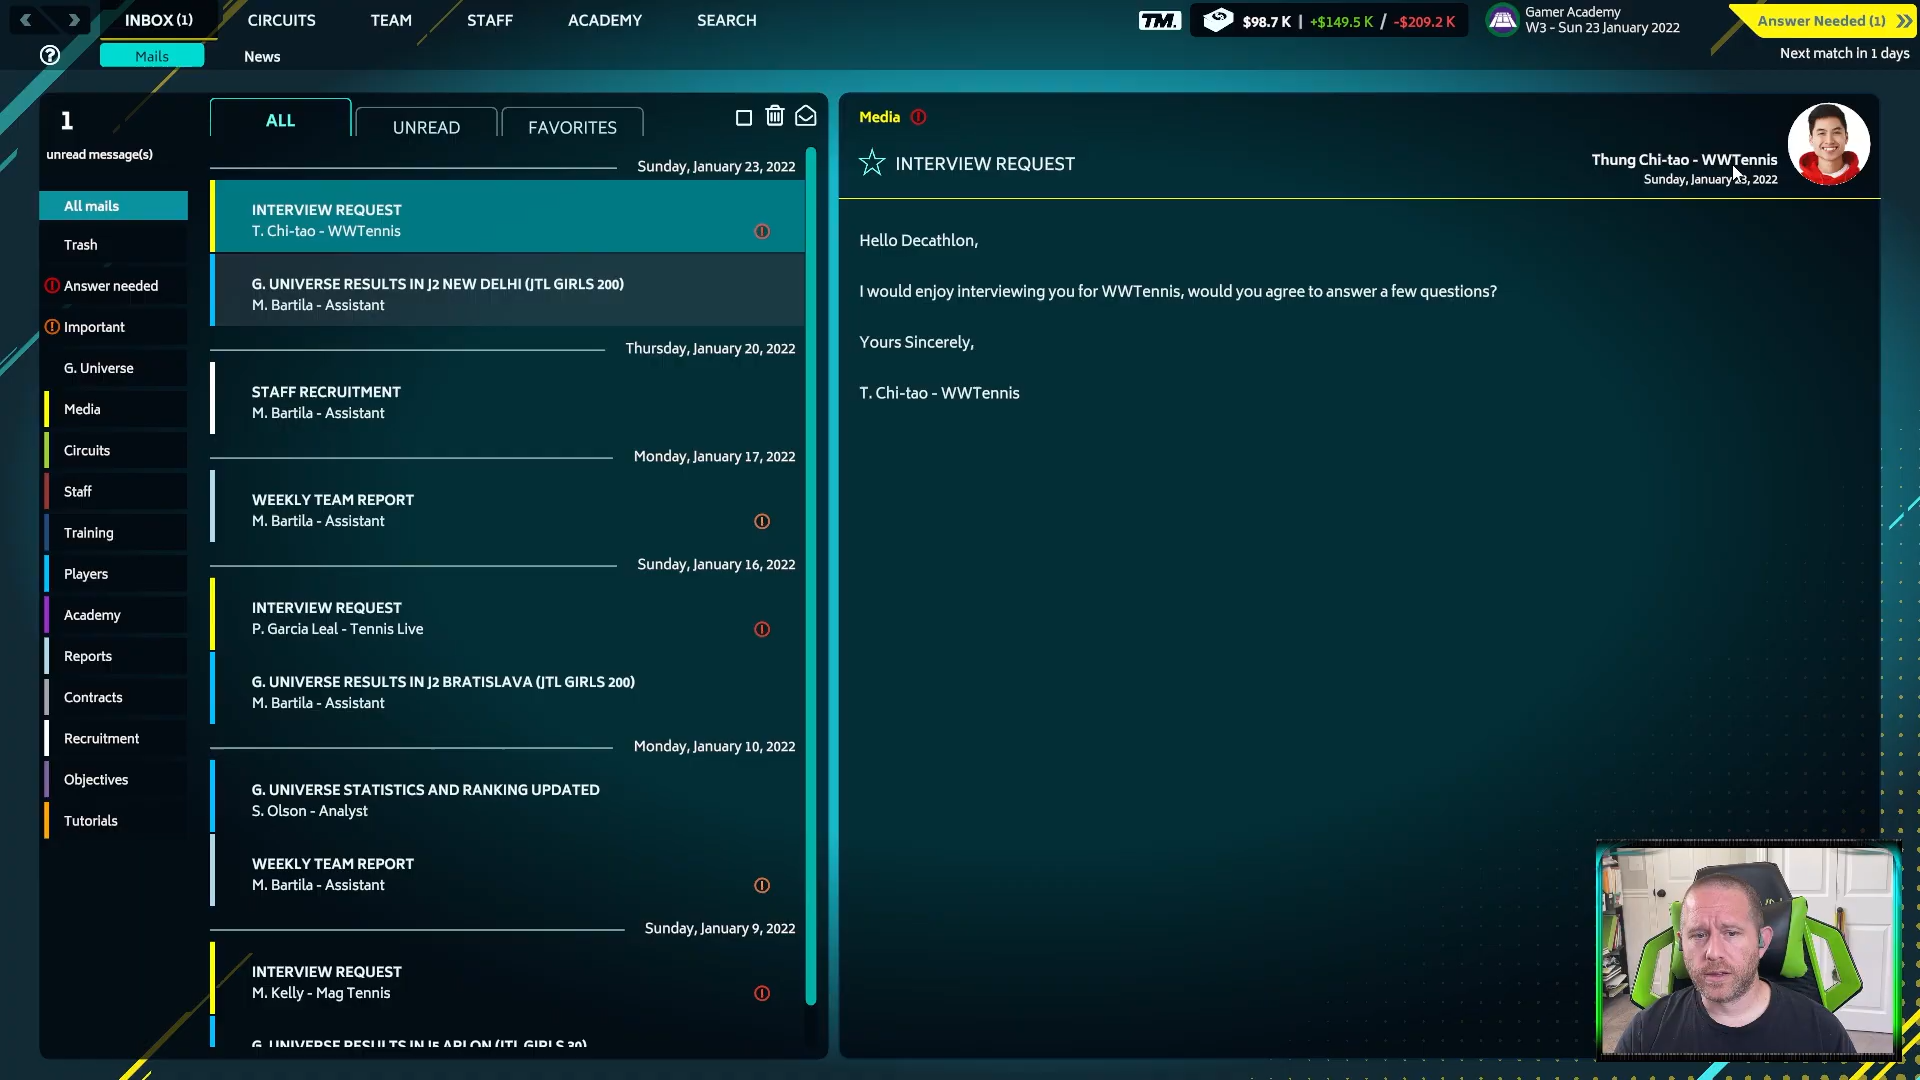 INBOX (1)
CIRCUITS
TEAM
STAFF
ACADEMY
SEARCH
TM.
$98.7 K | +$149.5 K / -$209.2 K
Gamer Academy
W3 - Sun 23 January 2022
Answer Needed (1)
Next match in 1 days
?
Mails
News
1
unread message(s)
All mails
Trash
Answer needed
Important
G. Universe
Media
Circuits
Staff
Training
Players
Academy
Reports
Contracts
Recruitment
Objectives
Tutorials
ALL
UNREAD
FAVORITES
Sunday, January 23, 2022
INTERVIEW REQUEST
T. Chi-tao - WWTennis
G. UNIVERSE RESULTS IN J2 NEW DELHI (JTL GIRLS 200)
M. Bartila - Assistant
Thursday, January 20, 2022
STAFF RECRUITMENT
M. Bartila - Assistant
Monday, January 17, 2022
WEEKLY TEAM REPORT
M. Bartila - Assistant
Sunday, January 16, 2022
INTERVIEW REQUEST
P. Garcia Leal - Tennis Live
G. UNIVERSE RESULTS IN J2 BRATISLAVA (JTL GIRLS 200)
M. Bartila - Assistant
Monday, January 10, 2022
G. UNIVERSE STATISTICS AND RANKING UPDATED
S. Olson - Analyst
WEEKLY TEAM REPORT
M. Bartila - Assistant
Sunday, January 9, 2022
INTERVIEW REQUEST
M. Kelly - Mag Tennis
G. UNIVERSE RESULTS IN J5 ARLON (JTL GIRLS 30)
Media
INTERVIEW REQUEST
Thung Chi-tao - WWTennis
Sunday, January 23, 2022
Hello Decathlon,
I would enjoy interviewing you for WWTennis, would you agree to answer a few questions?
Yours Sincerely,
T. Chi-tao - WWTennis